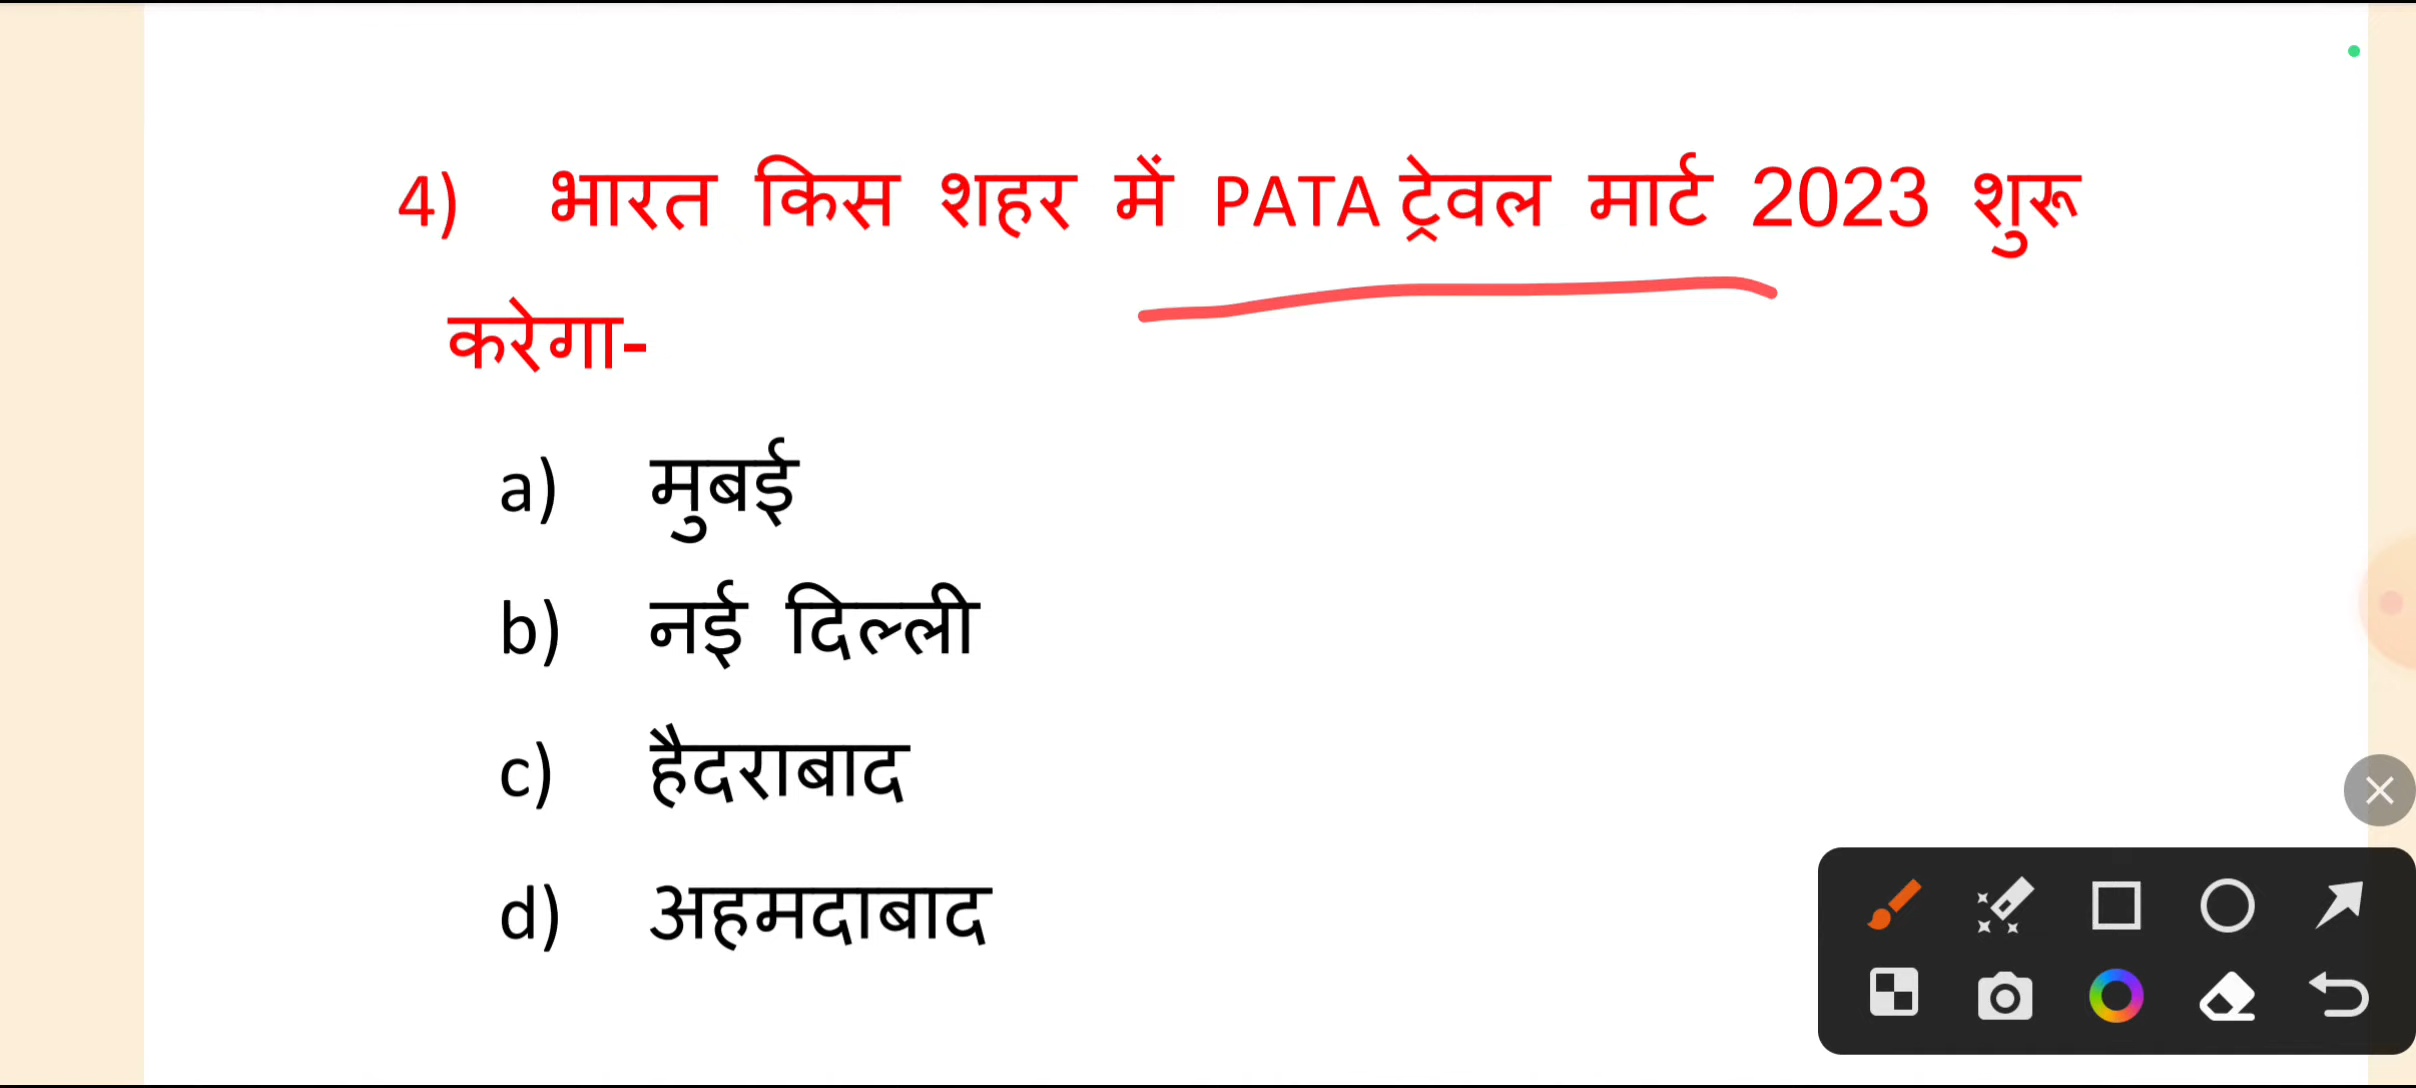 4) भारत किस शहर में PATA ट्रेवल मार्ट 2023 शुरू
करेगा-
a) मुबई
b) नई दिल्ली
c) हैदराबाद
d) अहमदाबाद